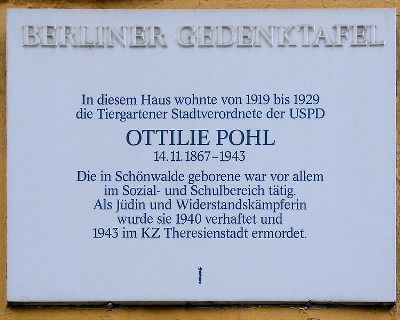 BERLINER GEDENKTAFEL
In diesem Haus wohnte von 1919 bis 1929
die Tiergartener Stadtverordnete der USPD
OTTILIE POHL
14.11.1867–1943
Die in Schönwalde geborene war vor allem
im Sozial- und Schulbereich tätig.
Als Jüdin und Widerstandskämpferin
wurde sie 1940 verhaftet und
1943 im KZ Theresienstadt ermordet.